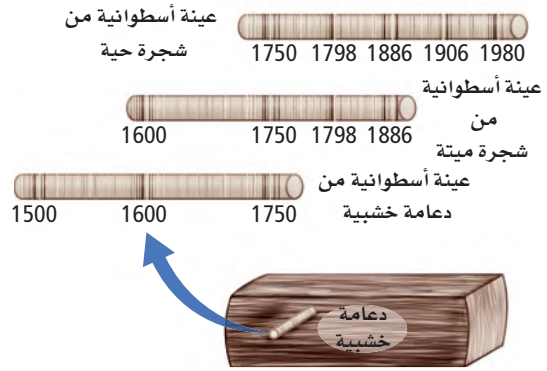 عينة أسطوانية من
شجرة حية
1750 1798 1886 1906 1980
عينة أسطوانية
من
شجرة ميتة
1600 1750 1798 1886
عينة أسطوانية من
دعامة خشبية
1500 1600 1750
دعامة
خشبية